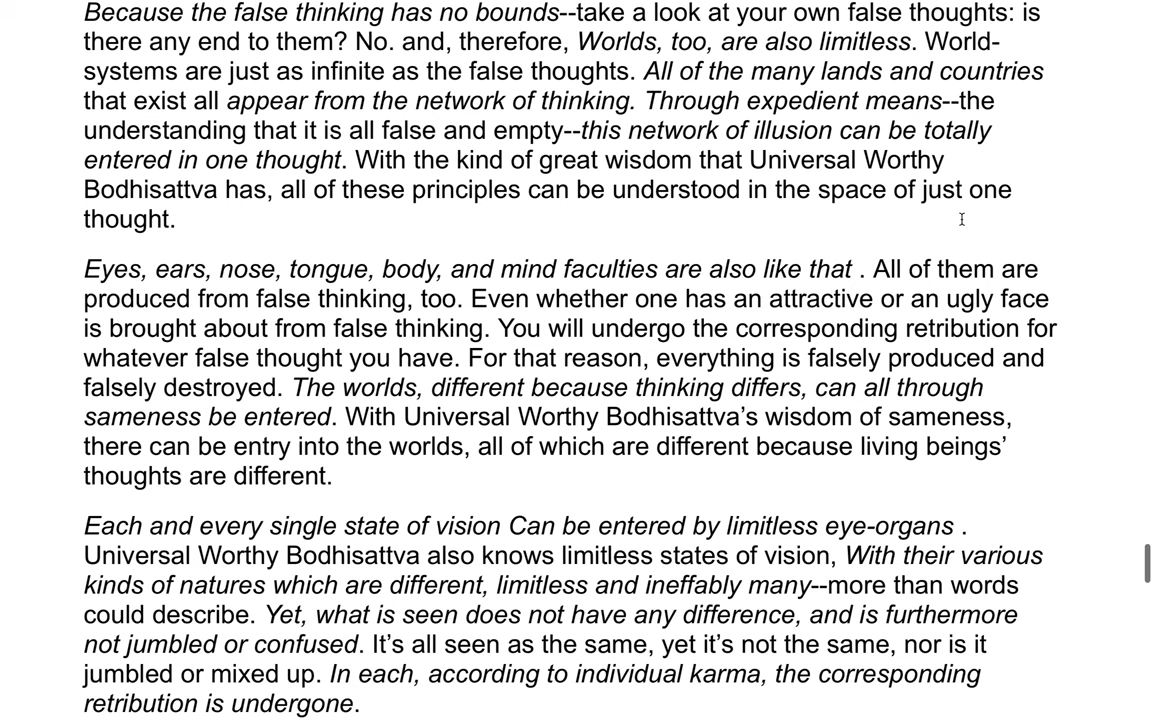 Because the false thinking has no bounds--take a look at your own false thoughts: is
there any end to them? No. and, therefore, Worlds, too, are also limitless. World-
systems are just as infinite as the false thoughts. All of the many lands and countries
that exist all appear from the network of thinking. Through expedient means--the
understanding that it is all false and empty--this network of illusion can be totally
entered in one thought. With the kind of great wisdom that Universal Worthy
Bodhisattva has, all of these principles can be understood in the space of just one
thought.
Eyes, ears, nose, tongue, body, and mind faculties are also like that . All of them are
produced from false thinking, too. Even whether one has an attractive or an ugly face
is brought about from false thinking. You will undergo the corresponding retribution for
whatever false thought you have. For that reason, everything is falsely produced and
falsely destroyed. The worlds, different because thinking differs, can all through
sameness be entered. With Universal Worthy Bodhisattva’s wisdom of sameness,
there can be entry into the worlds, all of which are different because living beings’
thoughts are different.
Each and every single state of vision Can be entered by limitless eye-organs .
Universal Worthy Bodhisattva also knows limitless states of vision, With their various
kinds of natures which are different, limitless and ineffably many--more than words
could describe. Yet, what is seen does not have any difference, and is furthermore
not jumbled or confused. It’s all seen as the same, yet it’s not the same, nor is it
jumbled or mixed up. In each, according to individual karma, the corresponding
retribution is undergone.